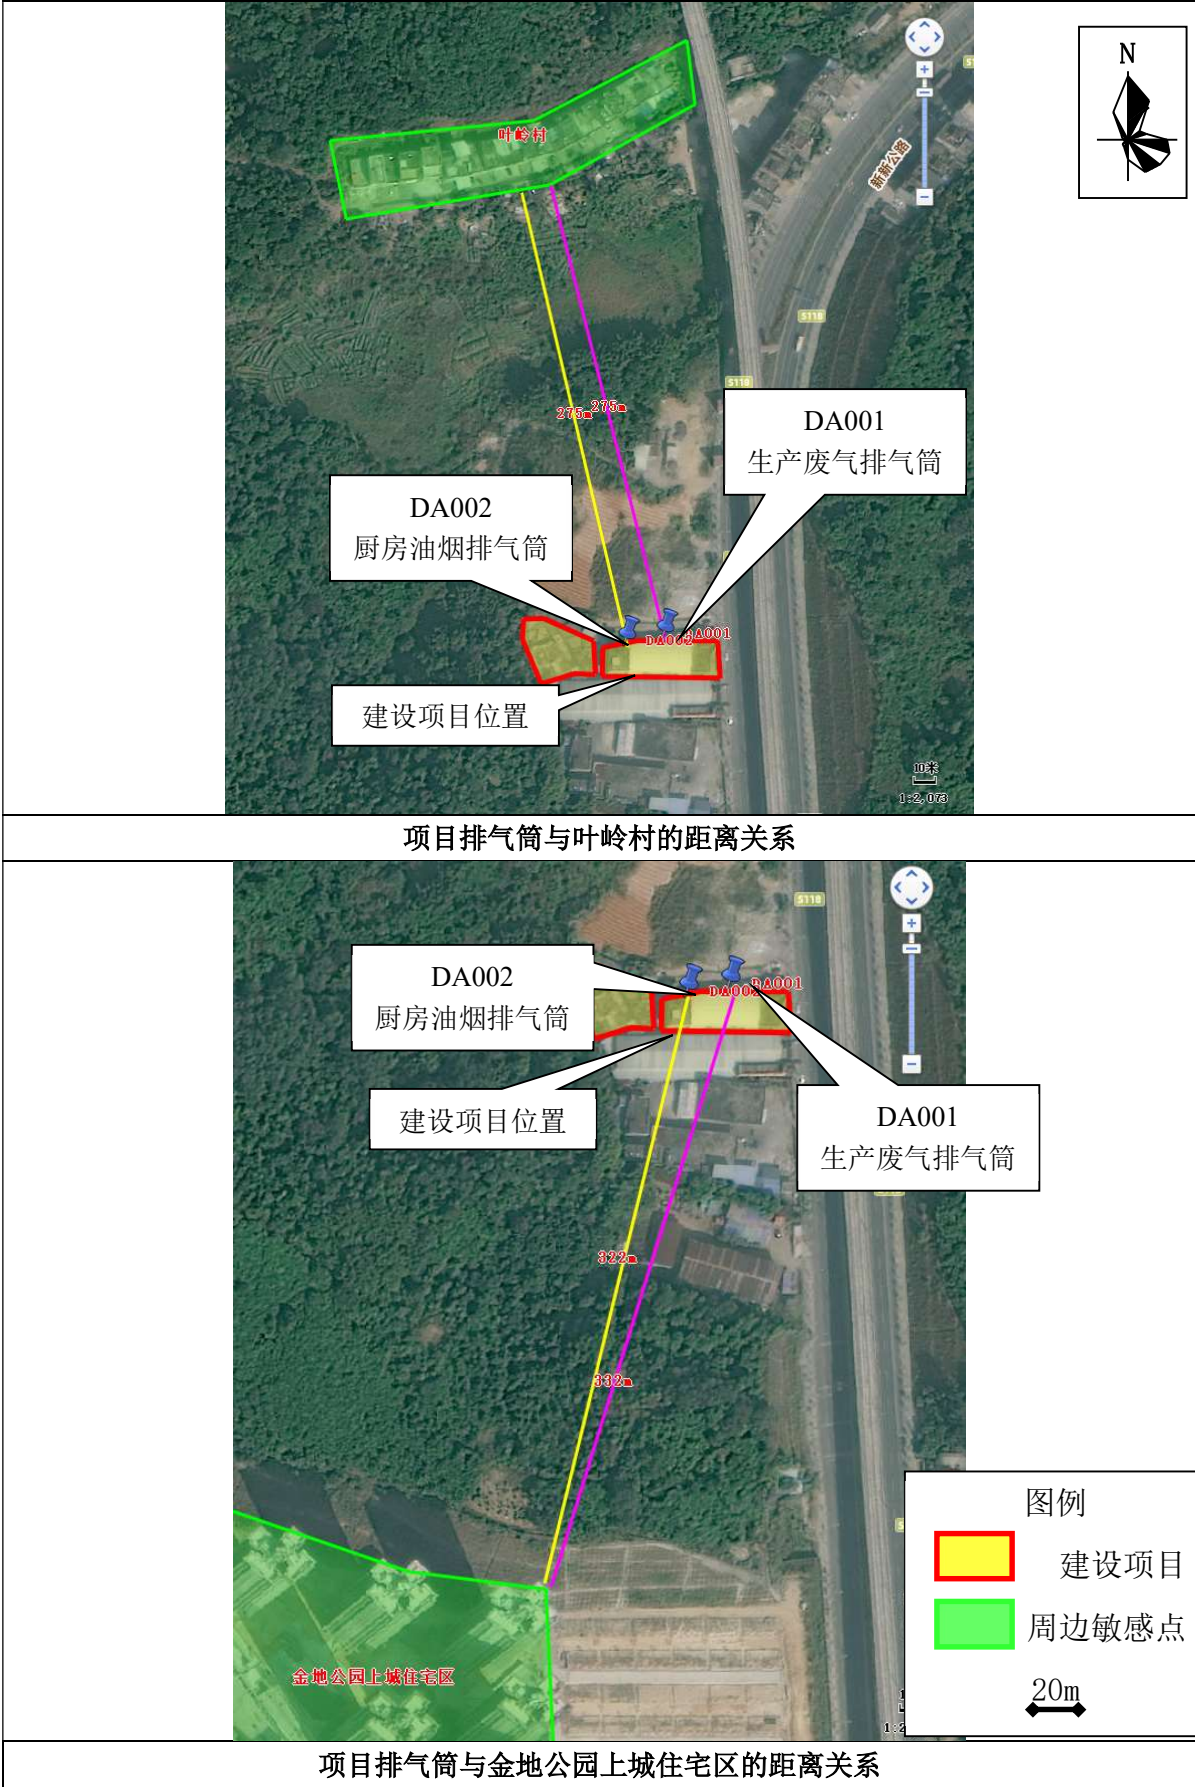 N
叶岭村
新新公路
S118
S118
275m
275m
DA001
生产废气排气筒
DA002
厨房油烟排气筒
DA002
DA001
建设项目位置
10米
1:2,073
项目排气筒与叶岭村的距离关系
S118
DA002
厨房油烟排气筒
DA002
DA001
建设项目位置
DA001
生产废气排气筒
322m
332m
金地公园上城住宅区
图例
建设项目
周边敏感点
20m
1:2
项目排气筒与金地公园上城住宅区的距离关系